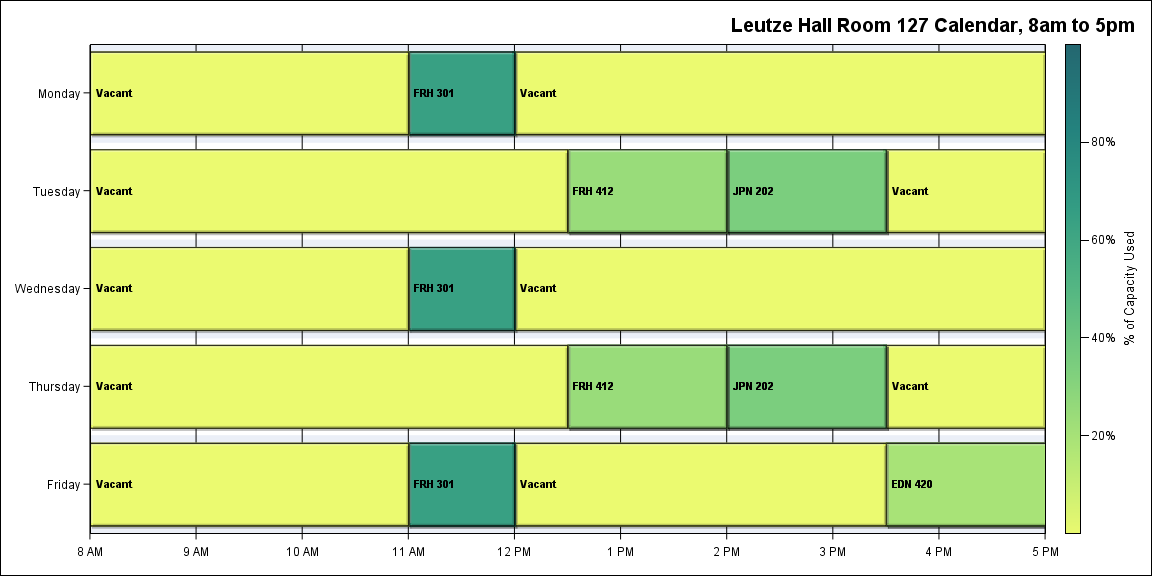 Leutze Hall Room 127 Calendar, 8am to 5pm
Monday
Vacant
FRH 301
Vacant
Tuesday
Vacant
FRH 412
JPN 202
Vacant
Wednesday
Vacant
FRH 301
Vacant
Thursday
Vacant
FRH 412
JPN 202
Vacant
Friday
Vacant
FRH 301
Vacant
EDN 420
8 AM
9 AM
10 AM
11 AM
12 PM
1 PM
2 PM
3 PM
4 PM
5 PM
80%
60%
40%
20%
% of Capacity Used